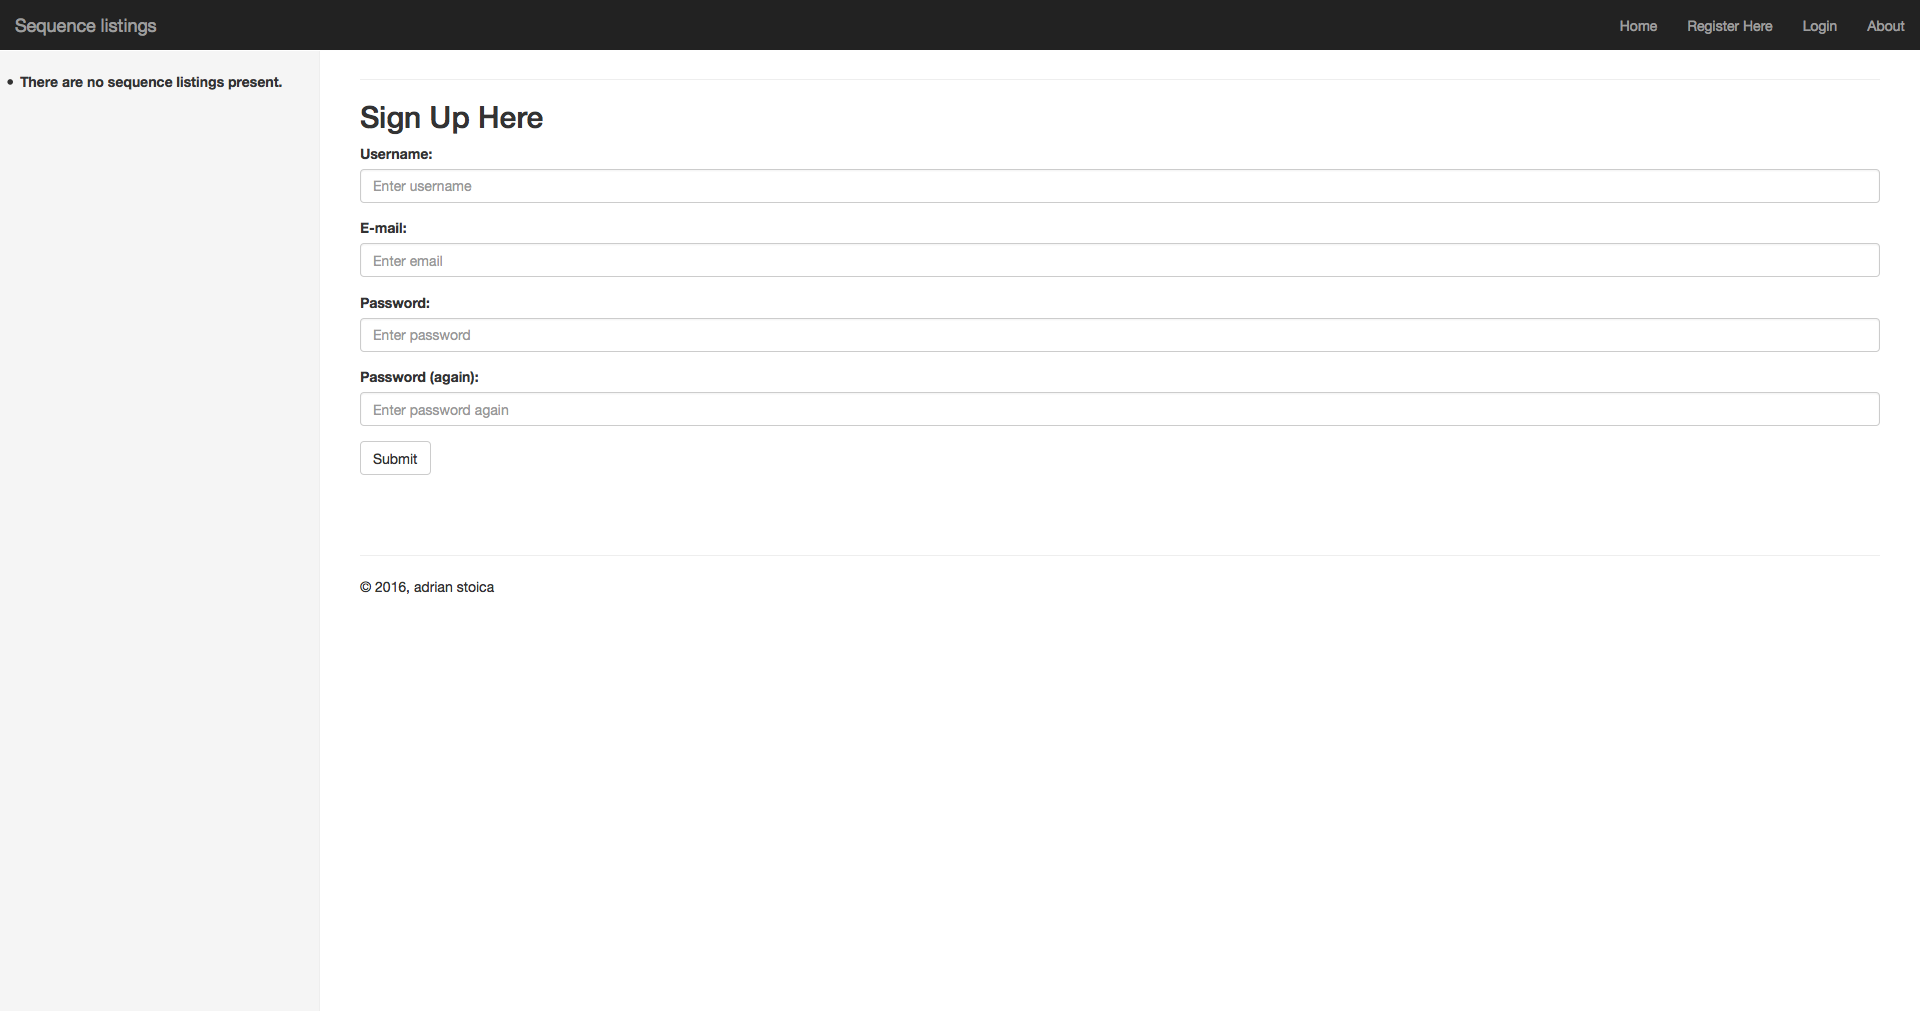 Sequence listings
Home
Register Here
Login
About
• There are no sequence listings present.
Sign Up Here
Username:
Enter username
E-mail:
Enter email
Password:
Enter password
Password (again):
Enter password again
Submit
© 2016, adrian stoica